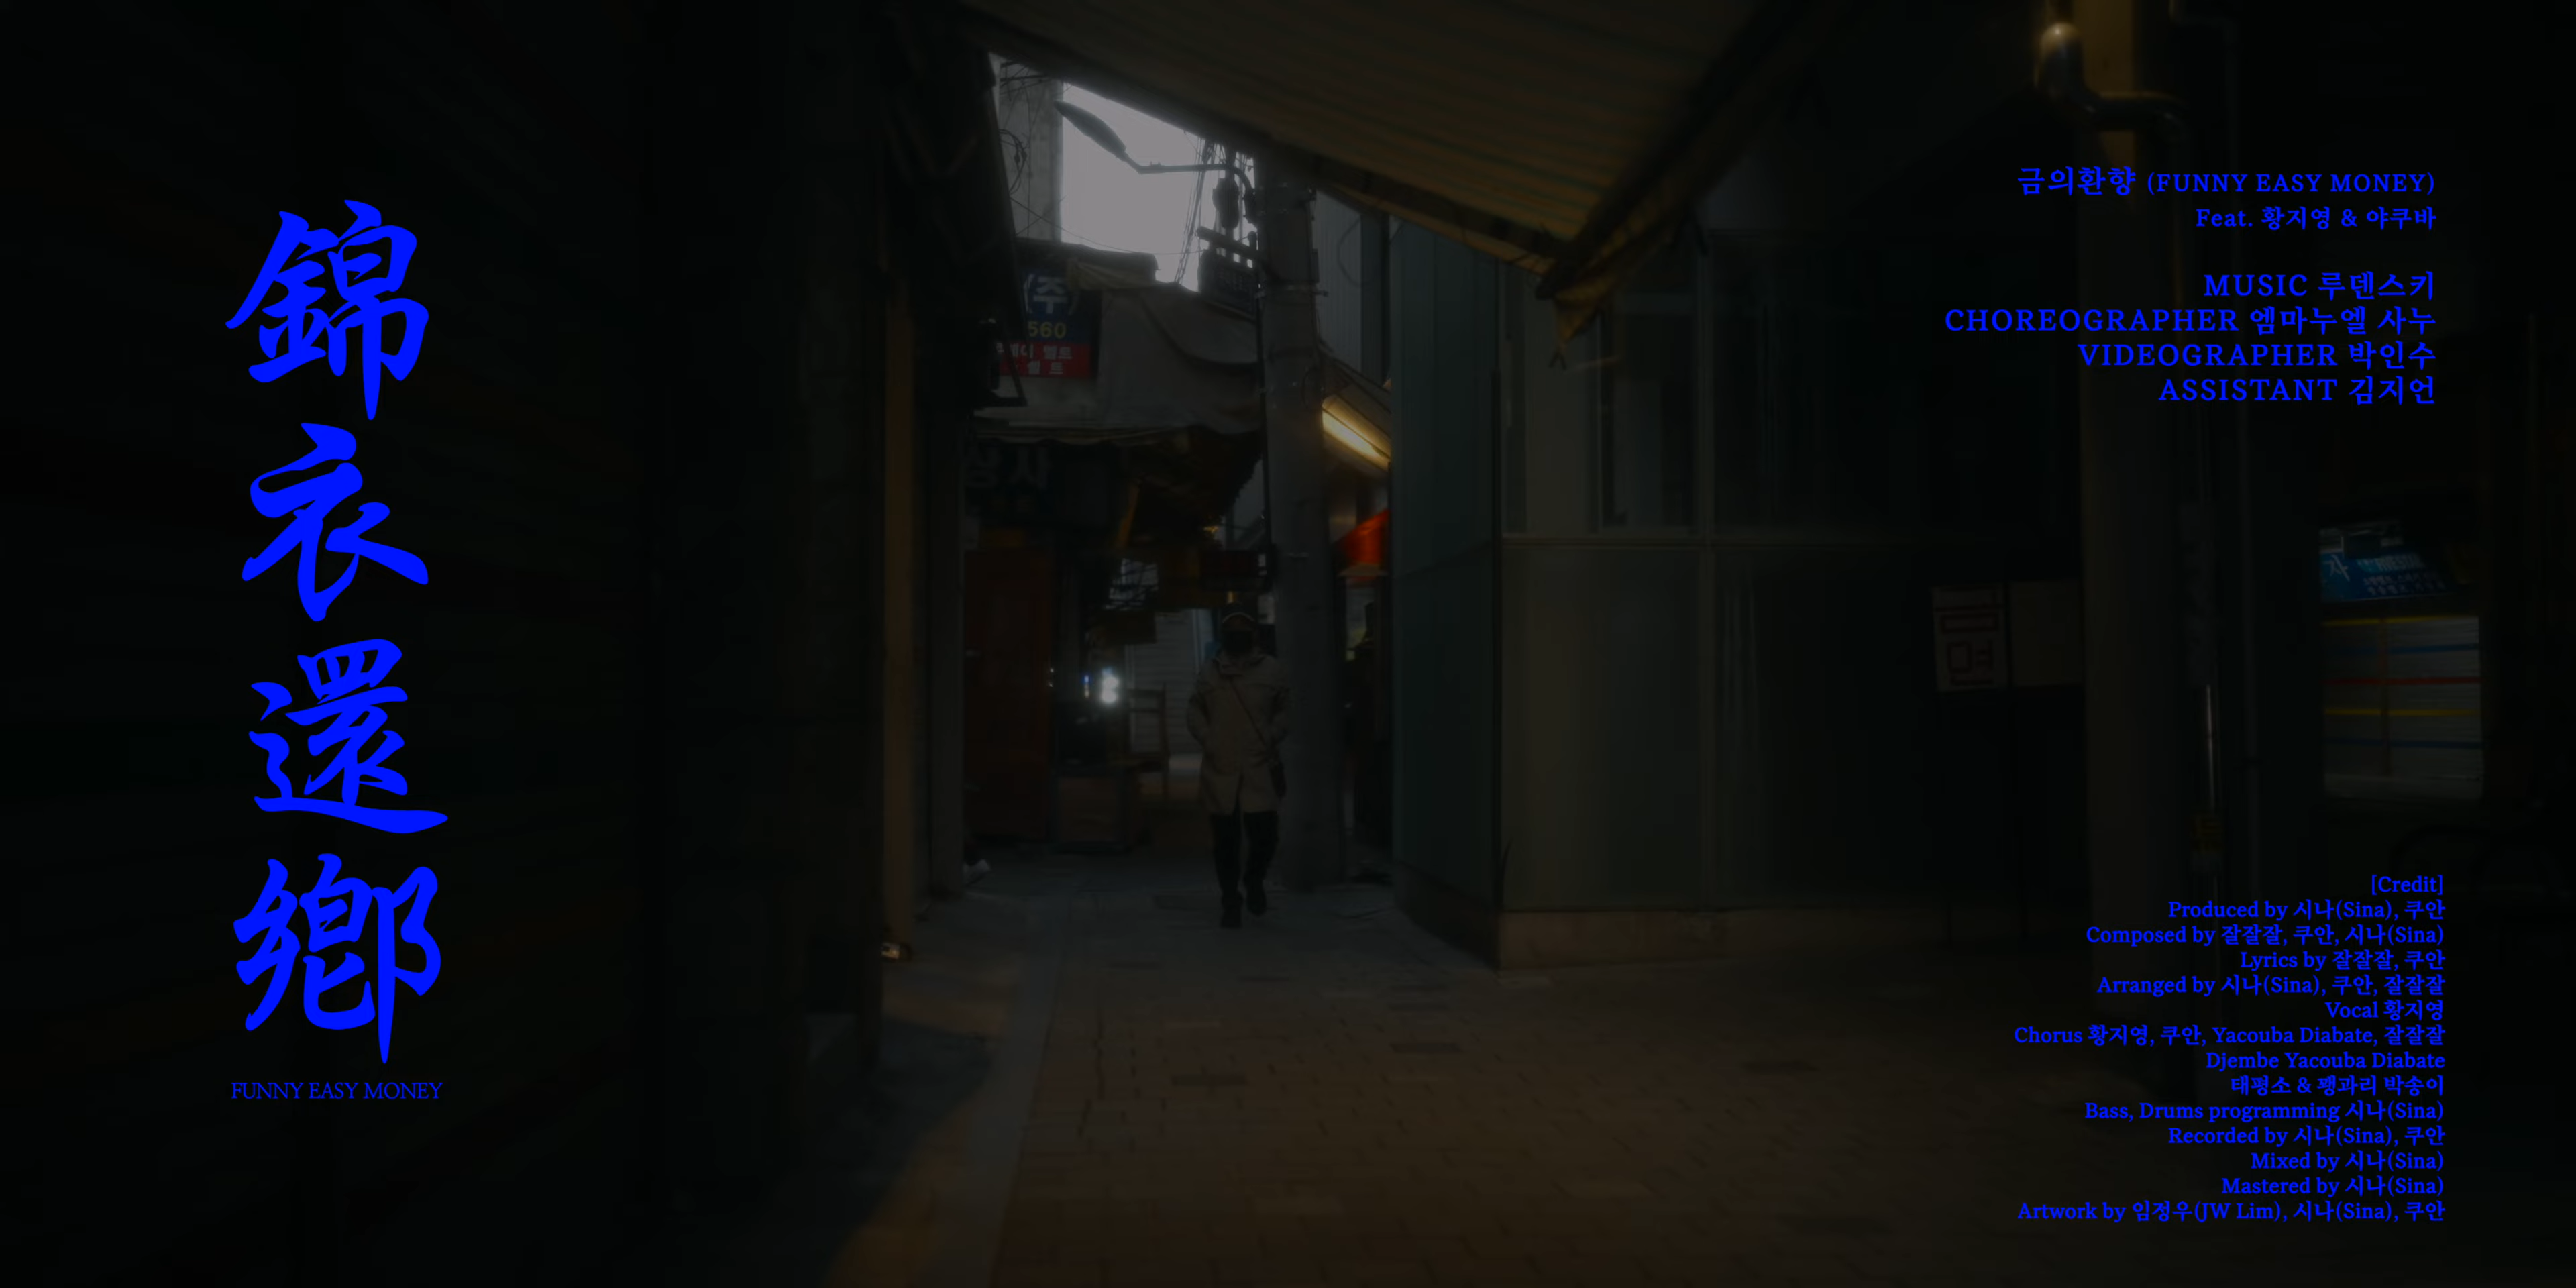 錦衣還鄕
FUNNY EASY MONEY
금의환향 (FUNNY EASY MONEY)
Feat. 황지영 & 야쿠바
MUSIC 루덴스키
CHOREOGRAPHER 엠마누엘 사누
VIDEOGRAPHER 박인수
ASSISTANT 김지언
(주)
560
상사
[Credit]
Produced by 시나(Sina), 쿠안
Composed by 잘잘잘, 쿠안, 시나(Sina)
Lyrics by 잘잘잘, 쿠안
Arranged by 시나(Sina), 쿠안, 잘잘잘
Vocal 황지영
Chorus 황지영, 쿠안, Yacouba Diabate, 잘잘잘
Djembe Yacouba Diabate
태평소 & 꽹과리 박송이
Bass, Drums programming 시나(Sina)
Recorded by 시나(Sina), 쿠안
Mixed by 시나(Sina)
Mastered by 시나(Sina)
Artwork by 임정우(JW Lim), 시나(Sina), 쿠안